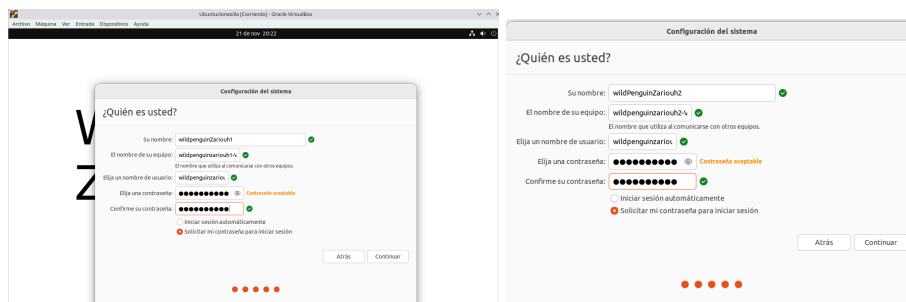 Ubuntuclonezilla [Corriendo] - Oracle VirtualBox
Archivo Máquina Ver Entrada Dispositivos Ayuda
21 de nov 20:22
W
Z
Configuración del sistema
¿Quién es usted?
Su nombre: wildpenguinZariouh1
El nombre de su equipo: wildpenguinzariouh1-
El nombre que utiliza al comunicarse con otros equipos.
Elija un nombre de usuario: wildpenguinzariou
Elija una contraseña: ●●●●●●●●●● Contraseña aceptable
Confirme su contraseña: ●●●●●●●●●●
Iniciar sesión automáticamente
Solicitar mi contraseña para iniciar sesión
Atrás Continuar
Configuración del sistema
¿Quién es usted?
Su nombre: wildPenguinZariouh2
El nombre de su equipo: wildpenguinzariouh2-
El nombre que utiliza al comunicarse con otros equipos.
Elija un nombre de usuario: wildpenguinzariou
Elija una contraseña: ●●●●●●●●●● Contraseña aceptable
Confirme su contraseña: ●●●●●●●●●●
Iniciar sesión automáticamente
Solicitar mi contraseña para iniciar sesión
Atrás Continuar